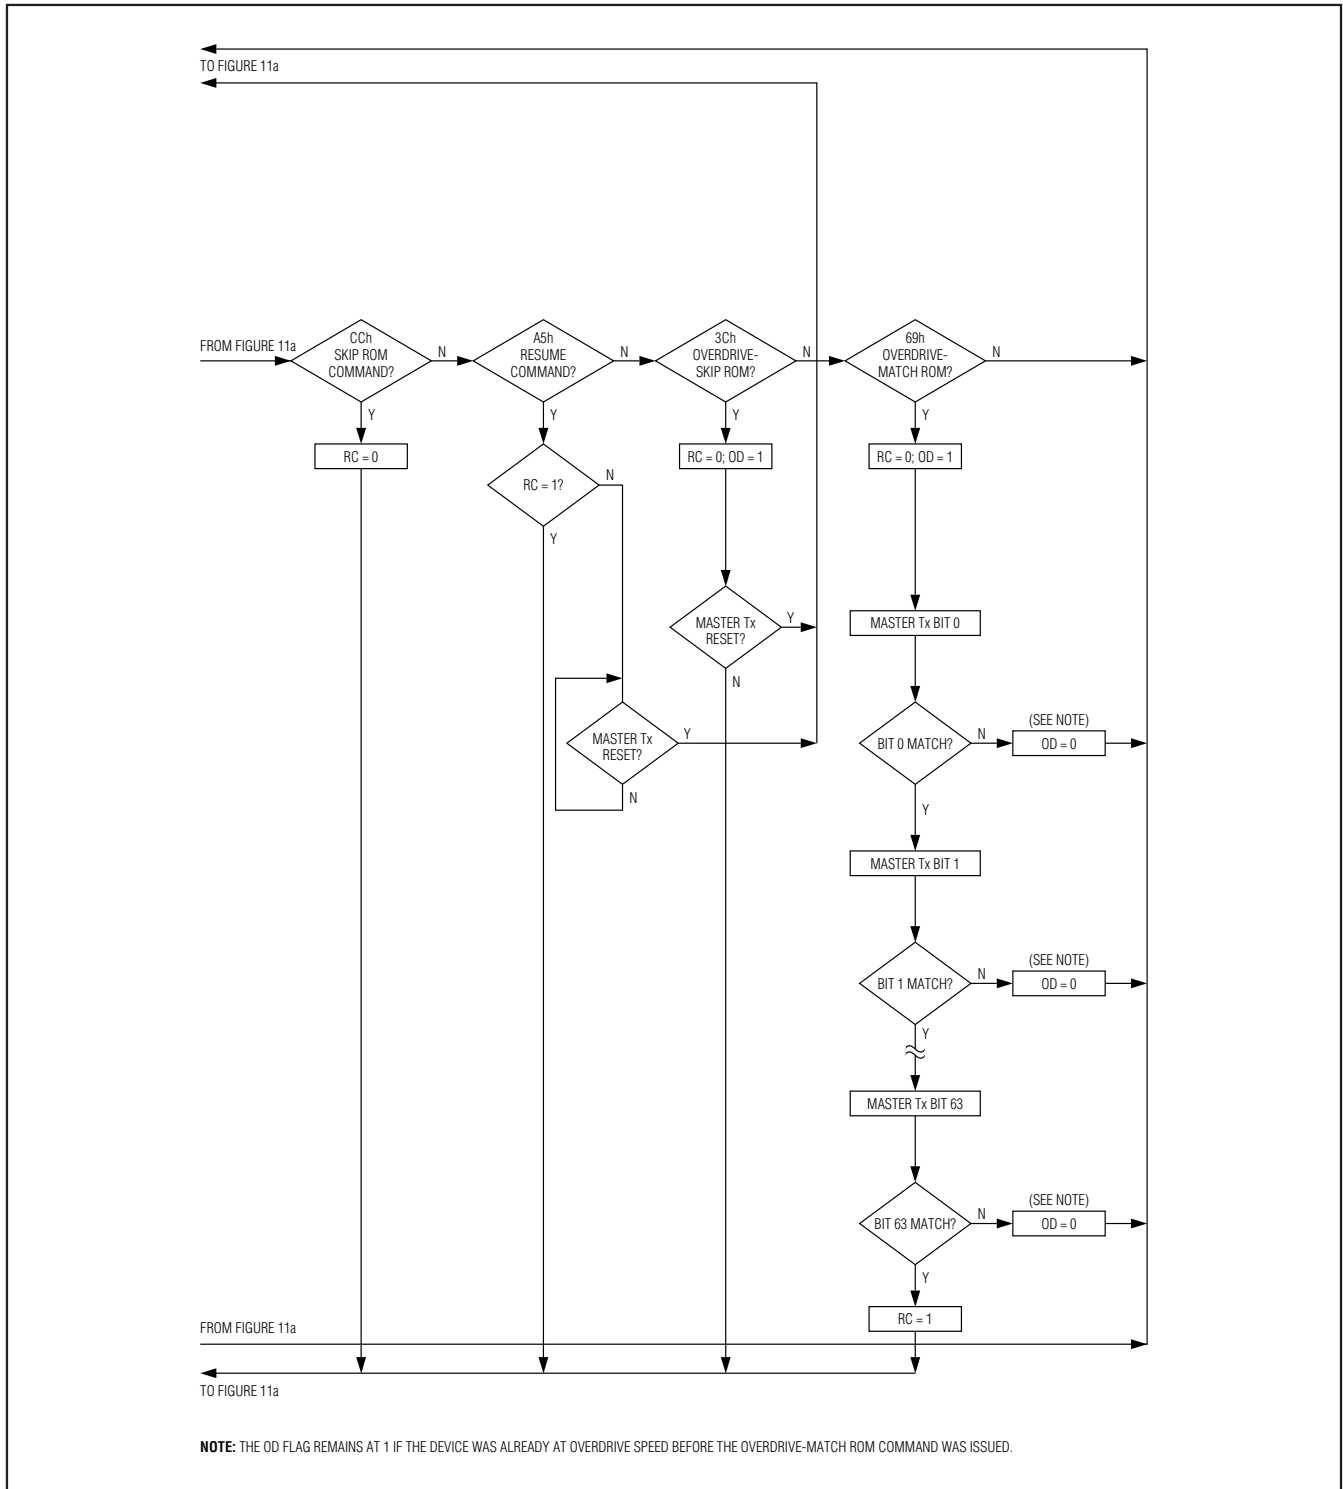 TO FIGURE 11a
FROM FIGURE 11a
CCh
SKIP ROM
COMMAND?
N
A5h
RESUME
COMMAND?
N
3Ch
OVERDRIVE-
SKIP ROM?
N
69h
OVERDRIVE-
MATCH ROM?
N
Y
Y
Y
Y
RC = 0
RC = 1?
N
Y
RC = 0; OD = 1
RC = 0; OD = 1
MASTER Tx
RESET?
Y
N
MASTER Tx
RESET?
Y
N
MASTER Tx BIT 0
BIT 0 MATCH?
N
(SEE NOTE)
OD = 0
Y
MASTER Tx BIT 1
BIT 1 MATCH?
N
(SEE NOTE)
OD = 0
Y
MASTER Tx BIT 63
BIT 63 MATCH?
N
(SEE NOTE)
OD = 0
Y
RC = 1
FROM FIGURE 11a
TO FIGURE 11a
NOTE: THE OD FLAG REMAINS AT 1 IF THE DEVICE WAS ALREADY AT OVERDRIVE SPEED BEFORE THE OVERDRIVE-MATCH ROM COMMAND WAS ISSUED.